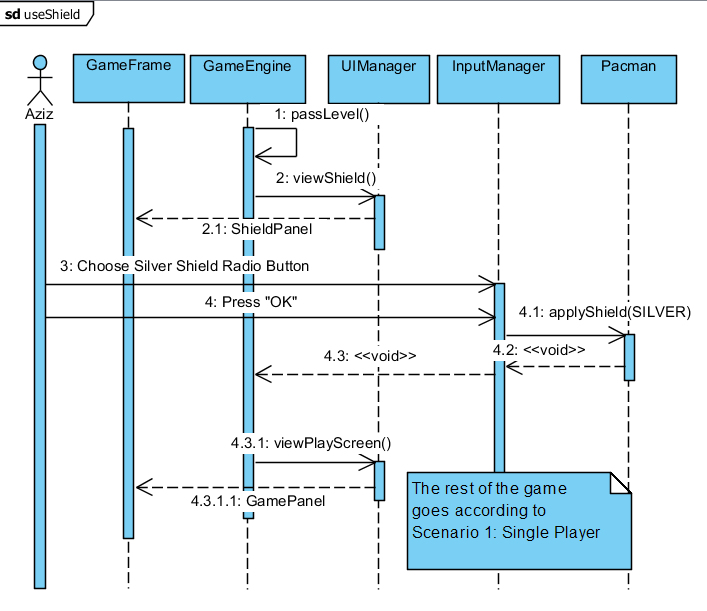 sd useShield
GameFrame
GameEngine
UIManager
InputManager
Pacman
Aziz
1: passLevel()
2: viewShield()
2.1: ShieldPanel
3: Choose Silver Shield Radio Button
4: Press "OK"
4.1: applyShield(SILVER)
4.2: <<void>>
4.3: <<void>>
4.3.1: viewPlayScreen()
4.3.1.1: GamePanel
The rest of the game
goes according to
Scenario 1: Single Player